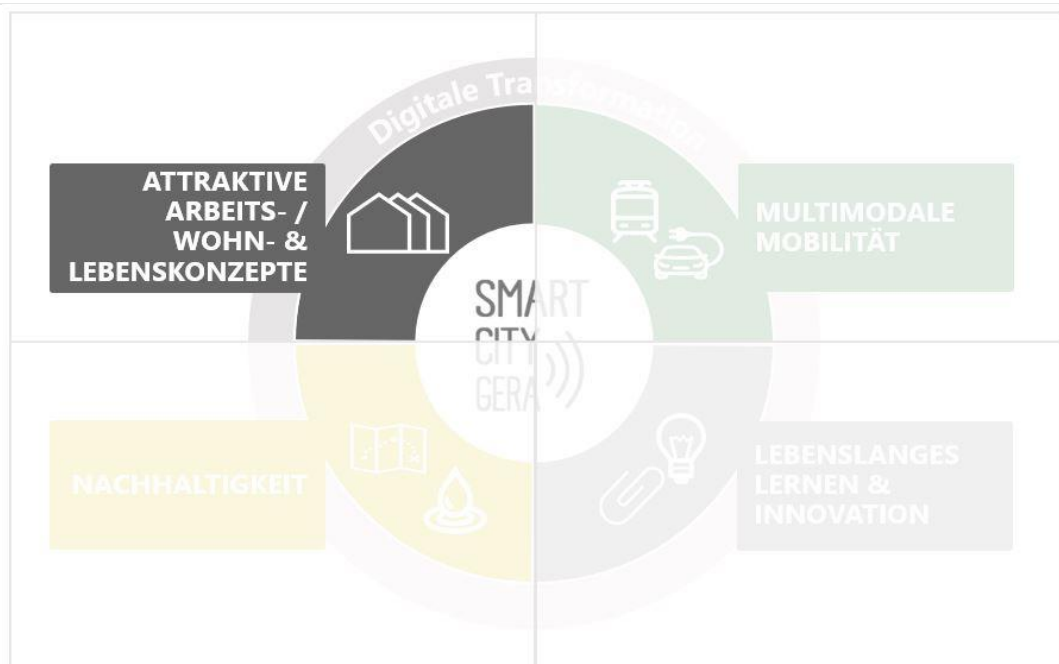 Digitale Transformation
ATTRAKTIVE
ARBEITS- /
WOHN- &
LEBENSKONZEPTE
MULTIMODALE
MOBILITÄT
SMART
CITY
GERA
NACHHALTIGKEIT
LEBENSLANGES
LERNEN &
INNOVATION